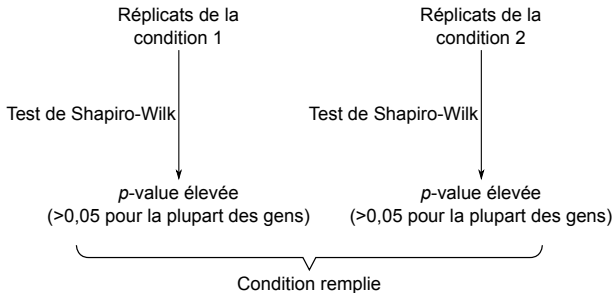 Réplicats de la
condition 1
Réplicats de la
condition 2
Test de Shapiro-Wilk
Test de Shapiro-Wilk
p-value élevée
(>0,05 pour la plupart des gens)
p-value élevée
(>0,05 pour la plupart des gens)
Condition remplie